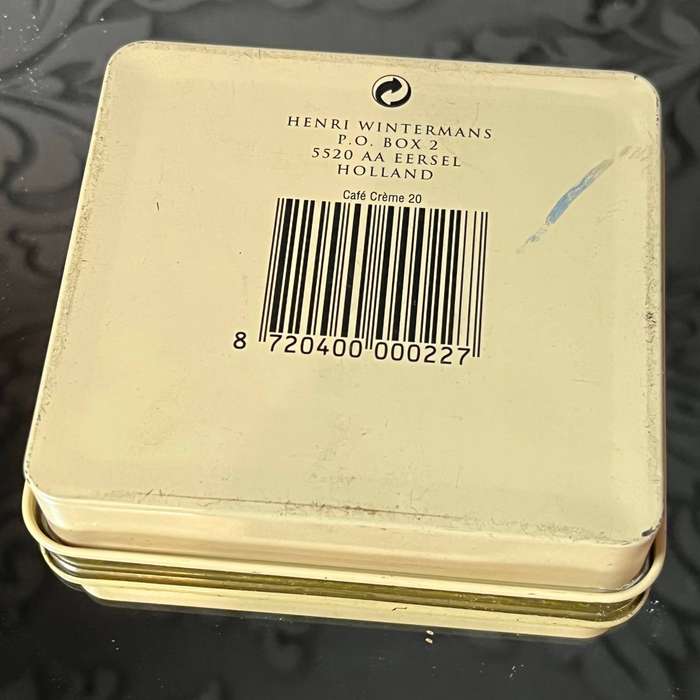 HENRI WINTERMANS
P.O. BOX 2
5520 AA EERSEL
HOLLAND
Café Crème 20
8 720400 000227